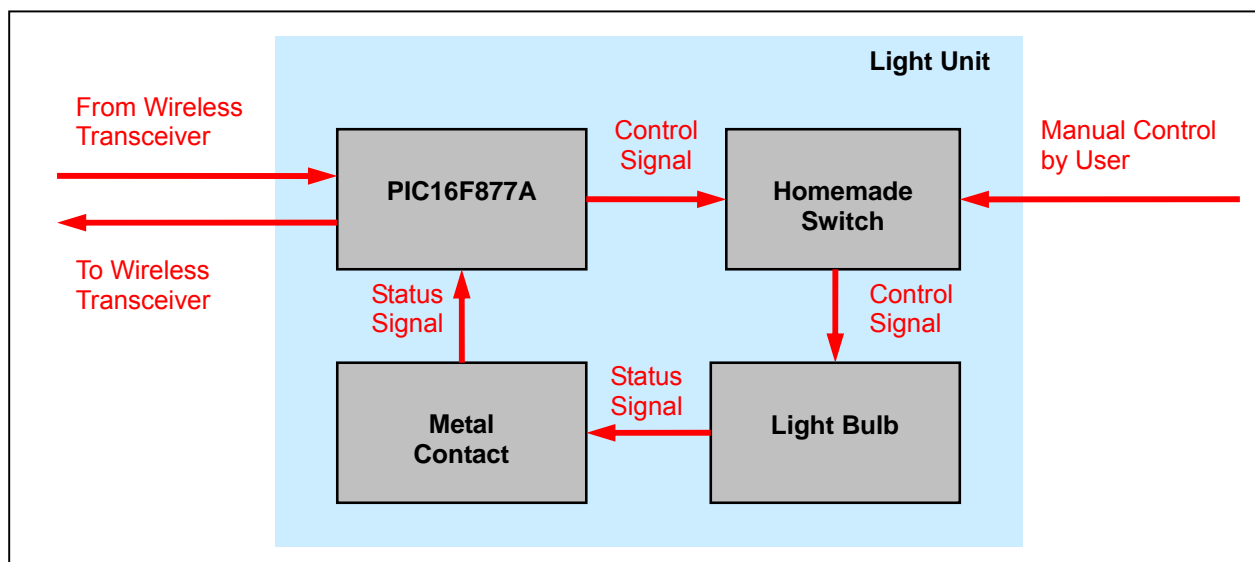 Light Unit
From Wireless
Transceiver
Control
Signal
Manual Control
by User
PIC16F877A
Homemade
Switch
To Wireless
Transceiver
Status
Signal
Control
Signal
Status
Signal
Metal
Contact
Light Bulb